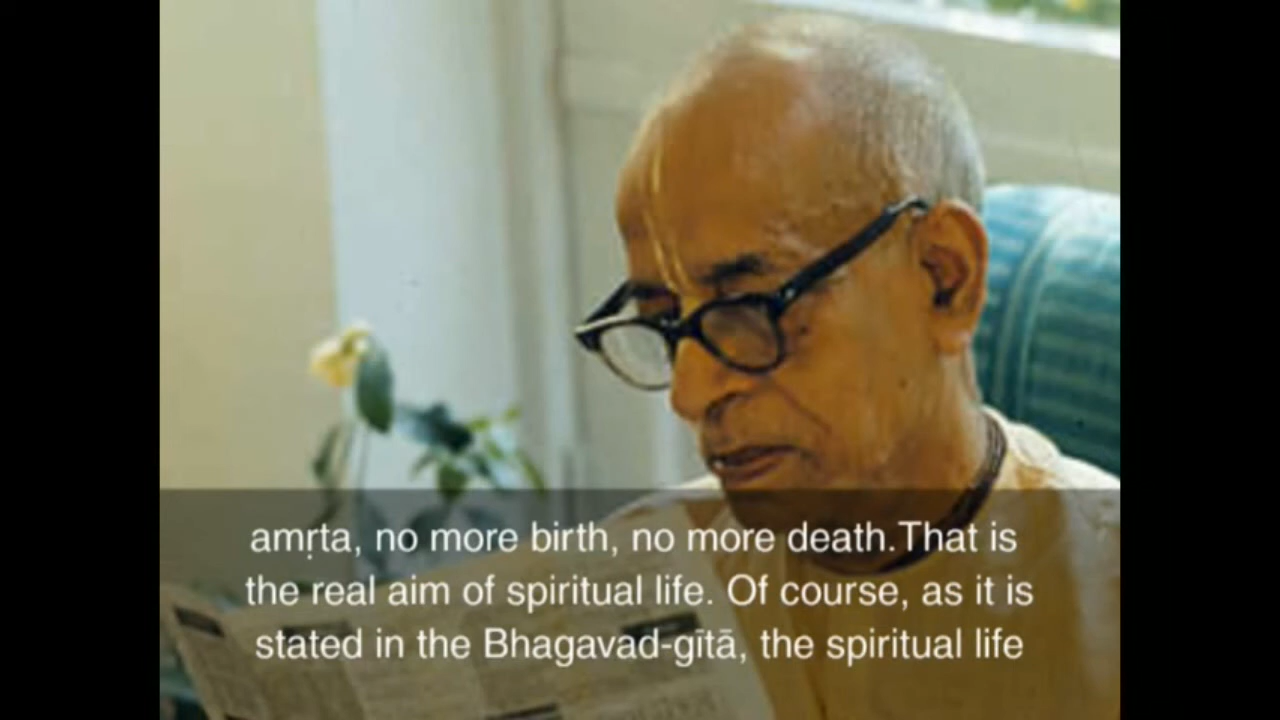 amṛta, no more birth, no more death.That is
the real aim of spiritual life. Of course, as it is
stated in the Bhagavad-gītā, the spiritual life